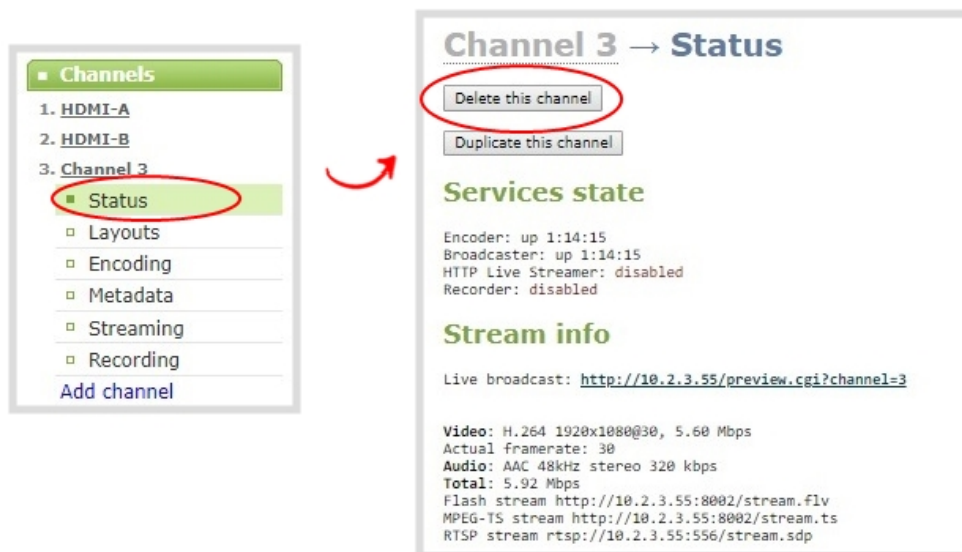 Channels
1. HDMI-A
2. HDMI-B
3. Channel 3
Status
Layouts
Encoding
Metadata
Streaming
Recording
Add channel
Channel 3 → Status
Delete this channel
Duplicate this channel
Services state
Encoder: up 1:14:15
Broadcaster: up 1:14:15
HTTP Live Streamer: disabled
Recorder: disabled
Stream info
Live broadcast: http://10.2.3.55/preview.cgi?channel=3
Video: H.264 1920x1080@30, 5.60 Mbps
Actual framerate: 30
Audio: AAC 48kHz stereo 320 kbps
Total: 5.92 Mbps
Flash stream http://10.2.3.55:8002/stream.flv
MPEG-TS stream http://10.2.3.55:8002/stream.ts
RTSP stream rtsp://10.2.3.55:556/stream.sdp